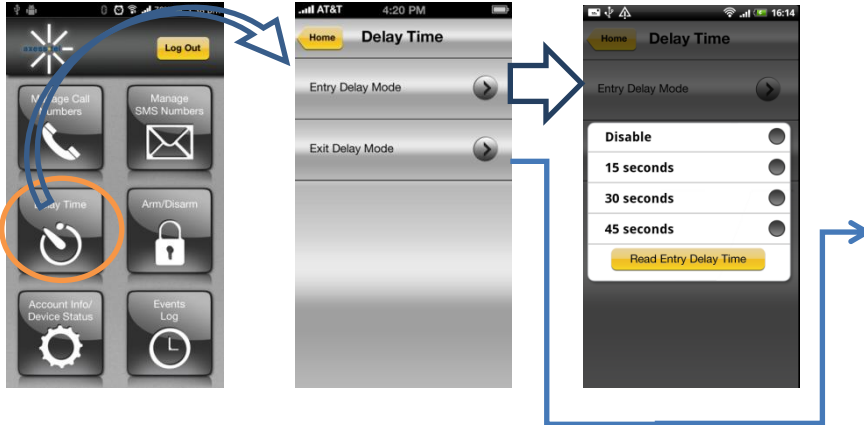 Log Out
Manage Call
Numbers
Manage
SMS Numbers
Delay Time
Arm/Disarm
Account Info/
Device Status
Events
Log
AT&T 4:20 PM
Home Delay Time
Entry Delay Mode
Exit Delay Mode
16:14
Home Delay Time
Entry Delay Mode
Disable
15 seconds
30 seconds
45 seconds
Read Entry Delay Time